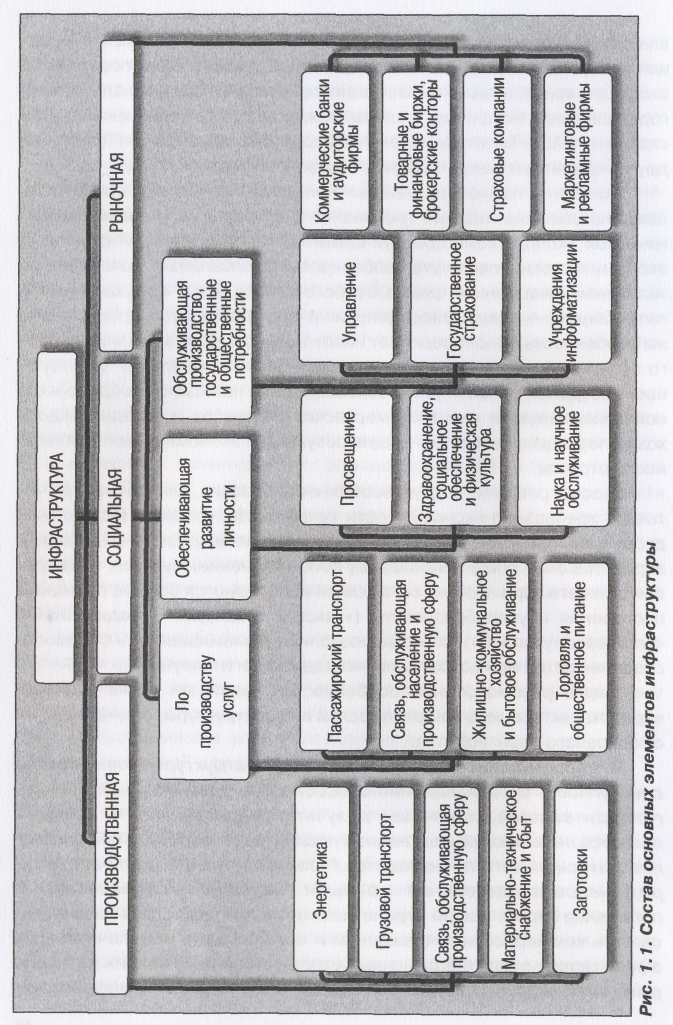 ИНФРАСТРУКТУРА
ПРОИЗВОДСТВЕННАЯ
СОЦИАЛЬНАЯ
РЫНОЧНАЯ
По
производству
услуг
Обеспечивающая
развитие
личности
Обслуживающая
производство,
государственные
и общественные
потребности
Энергетика
Грузовой транспорт
Связь, обслуживающая
производственную сферу
Материально-техническое
снабжение и сбыт
Заготовки
Пассажирский транспорт
Связь, обслуживающая
население и
производственную сферу
Жилищно-коммунальное
хозяйство
и бытовое обслуживание
Торговля и
общественное питание
Просвещение
Здравоохранение,
социальное
обеспечение
и физическая
культура
Наука и научное
обслуживание
Управление
Государственное
страхование
Учреждения
информатизации
Коммерческие банки
и аудиторские
фирмы
Товарные и
финансовые биржи,
брокерские конторы
Страховые компании
Маркетинговые
и рекламные фирмы
Рис. 1.1. Состав основных элементов инфраструктуры